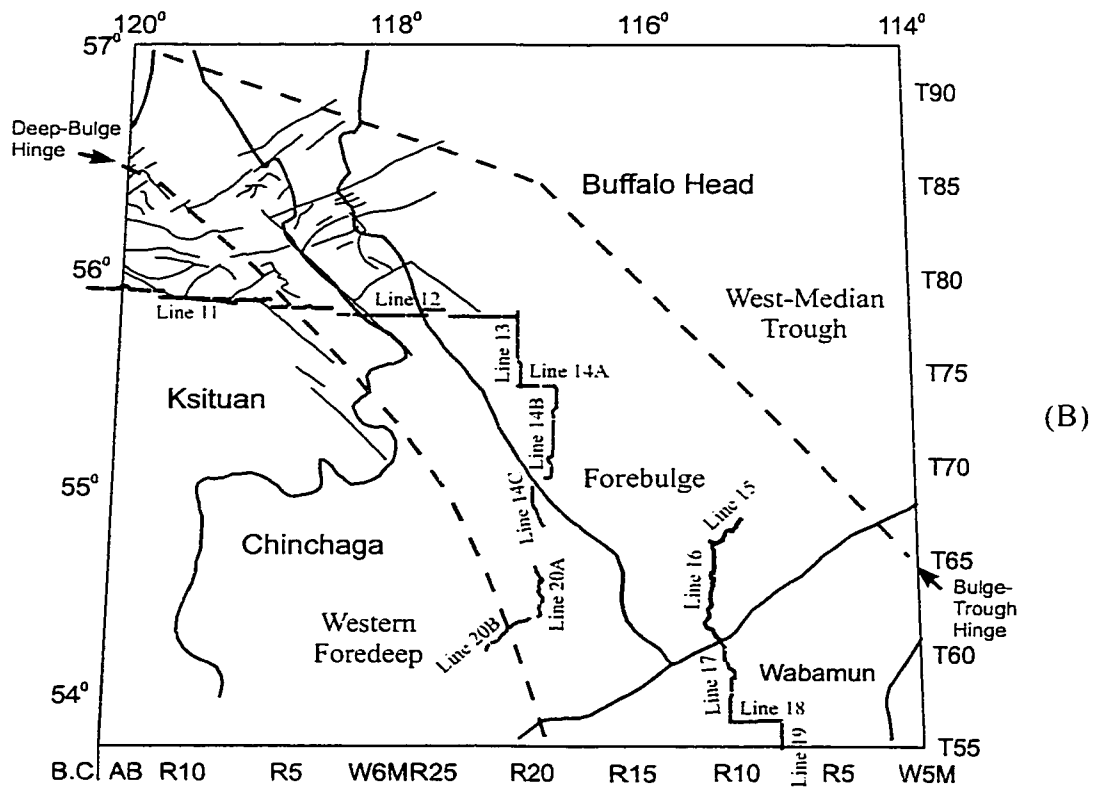 120° 118° 116° 114°
57°
T90
Deep-Bulge
Hinge
Buffalo Head
T85
56°
T80
Line 11
Line 12
West-Median
Trough
Line 13
Line 14A
T75
Ksituan
(B)
Line 14B
T70
55°
Forebulge
Line 14C
Line 15
Chinchaga
T65
Line 16
Line 20A
Bulge-
Trough
Hinge
Western
Foredeep
Line 20B
T60
Line 17
Wabamun
54°
Line 18
T55
Line 19
B.C. AB R10 R5 W6MR25 R20 R15 R10 R5 W5M